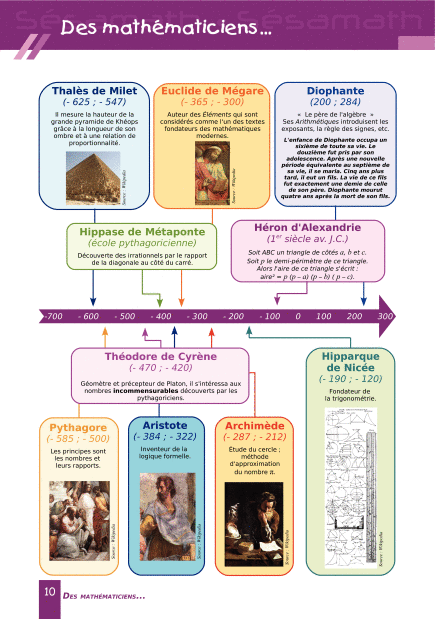 Sésamath Sésamath
Des mathématiciens...
Thalès de Milet
(- 625 ; - 547)
Il mesure la hauteur de la
grande pyramide de Khéops
grâce à la longueur de son
ombre et à une relation de
proportionnalité.
Source : Wikipedia
Euclide de Mégare
(- 365 ; - 300)
Auteur des Éléments qui sont
considérés comme l'un des textes
fondateurs des mathématiques
modernes.
Source : Wikipedia
Diophante
(200 ; 284)
« Le père de l'algèbre »
Ses Arithmétiques introduisent les
exposants, la règle des signes, etc.
L'enfance de Diophante occupa un
sixième de toute sa vie. Le
douzième fut pris par son
adolescence. Après une nouvelle
période équivalente au septième de
sa vie, il se maria. Cinq ans plus
tard, il eut un fils. La vie de ce fils
fut exactement une demie de celle
de son père. Diophante mourut
quatre ans après la mort de son fils.
Hippase de Métaponte
(école pythagoricienne)
Découverte des irrationnels par le rapport
de la diagonale au côté du carré.
Héron d'Alexandrie
(1er siècle av. J.C.)
Soit ABC un triangle de côtés a, b et c.
Soit p le demi-périmètre de ce triangle.
Alors l'aire de ce triangle s'écrit :
aire² = p (p – a) (p – b) ( p – c).
-700 - 600 - 500 - 400 - 300 - 200 - 100 0 100 200 300
Théodore de Cyrène
(- 470 ; - 420)
Géomètre et précepteur de Platon, il s'intéressa aux
nombres incommensurables découverts par les
pythagoriciens.
Hipparque
de Nicée
(- 190 ; - 120)
Fondateur de
la trigonométrie.
Source : Wikipedia
Pythagore
(- 585 ; - 500)
Les principes sont
les nombres et
leurs rapports.
Source : Wikipedia
Aristote
(- 384 ; - 322)
Inventeur de la
logique formelle.
Source : Wikipedia
Archimède
(- 287 ; - 212)
Étude du cercle ;
méthode
d'approximation
du nombre π.
Source : Wikipedia
10 Des mathématiciens...